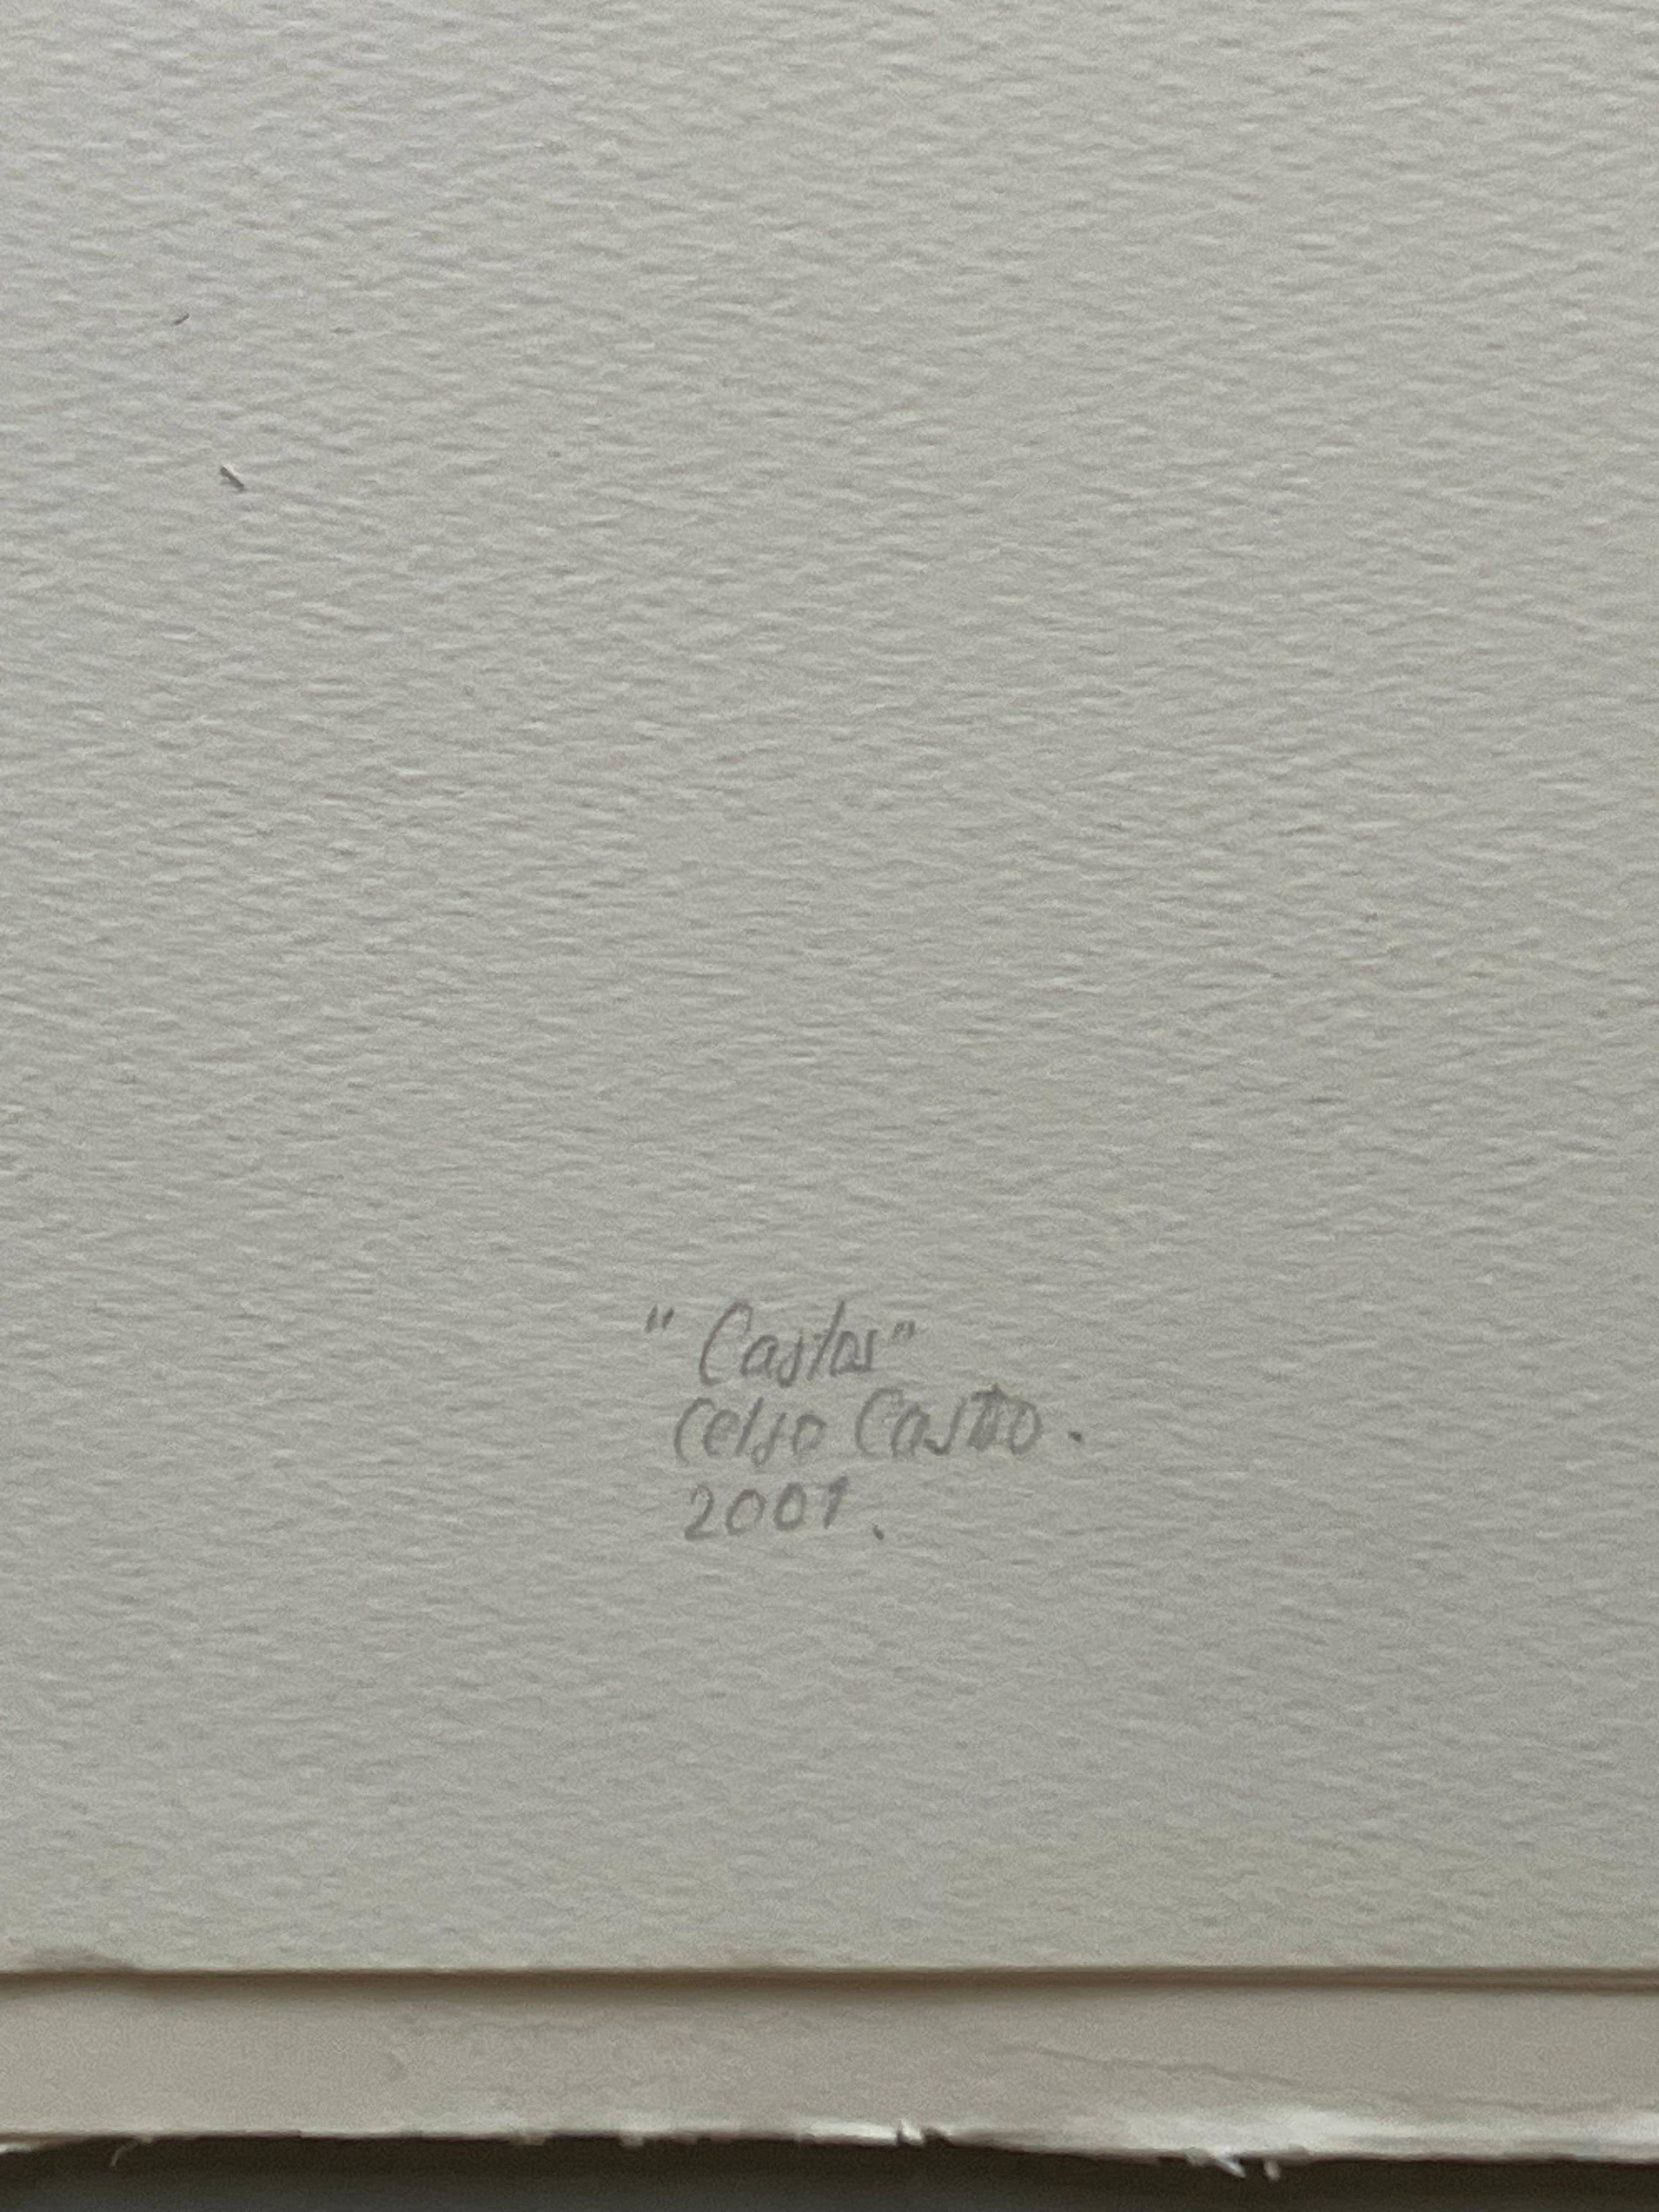 "Castas"
Celso Castro.
2001.